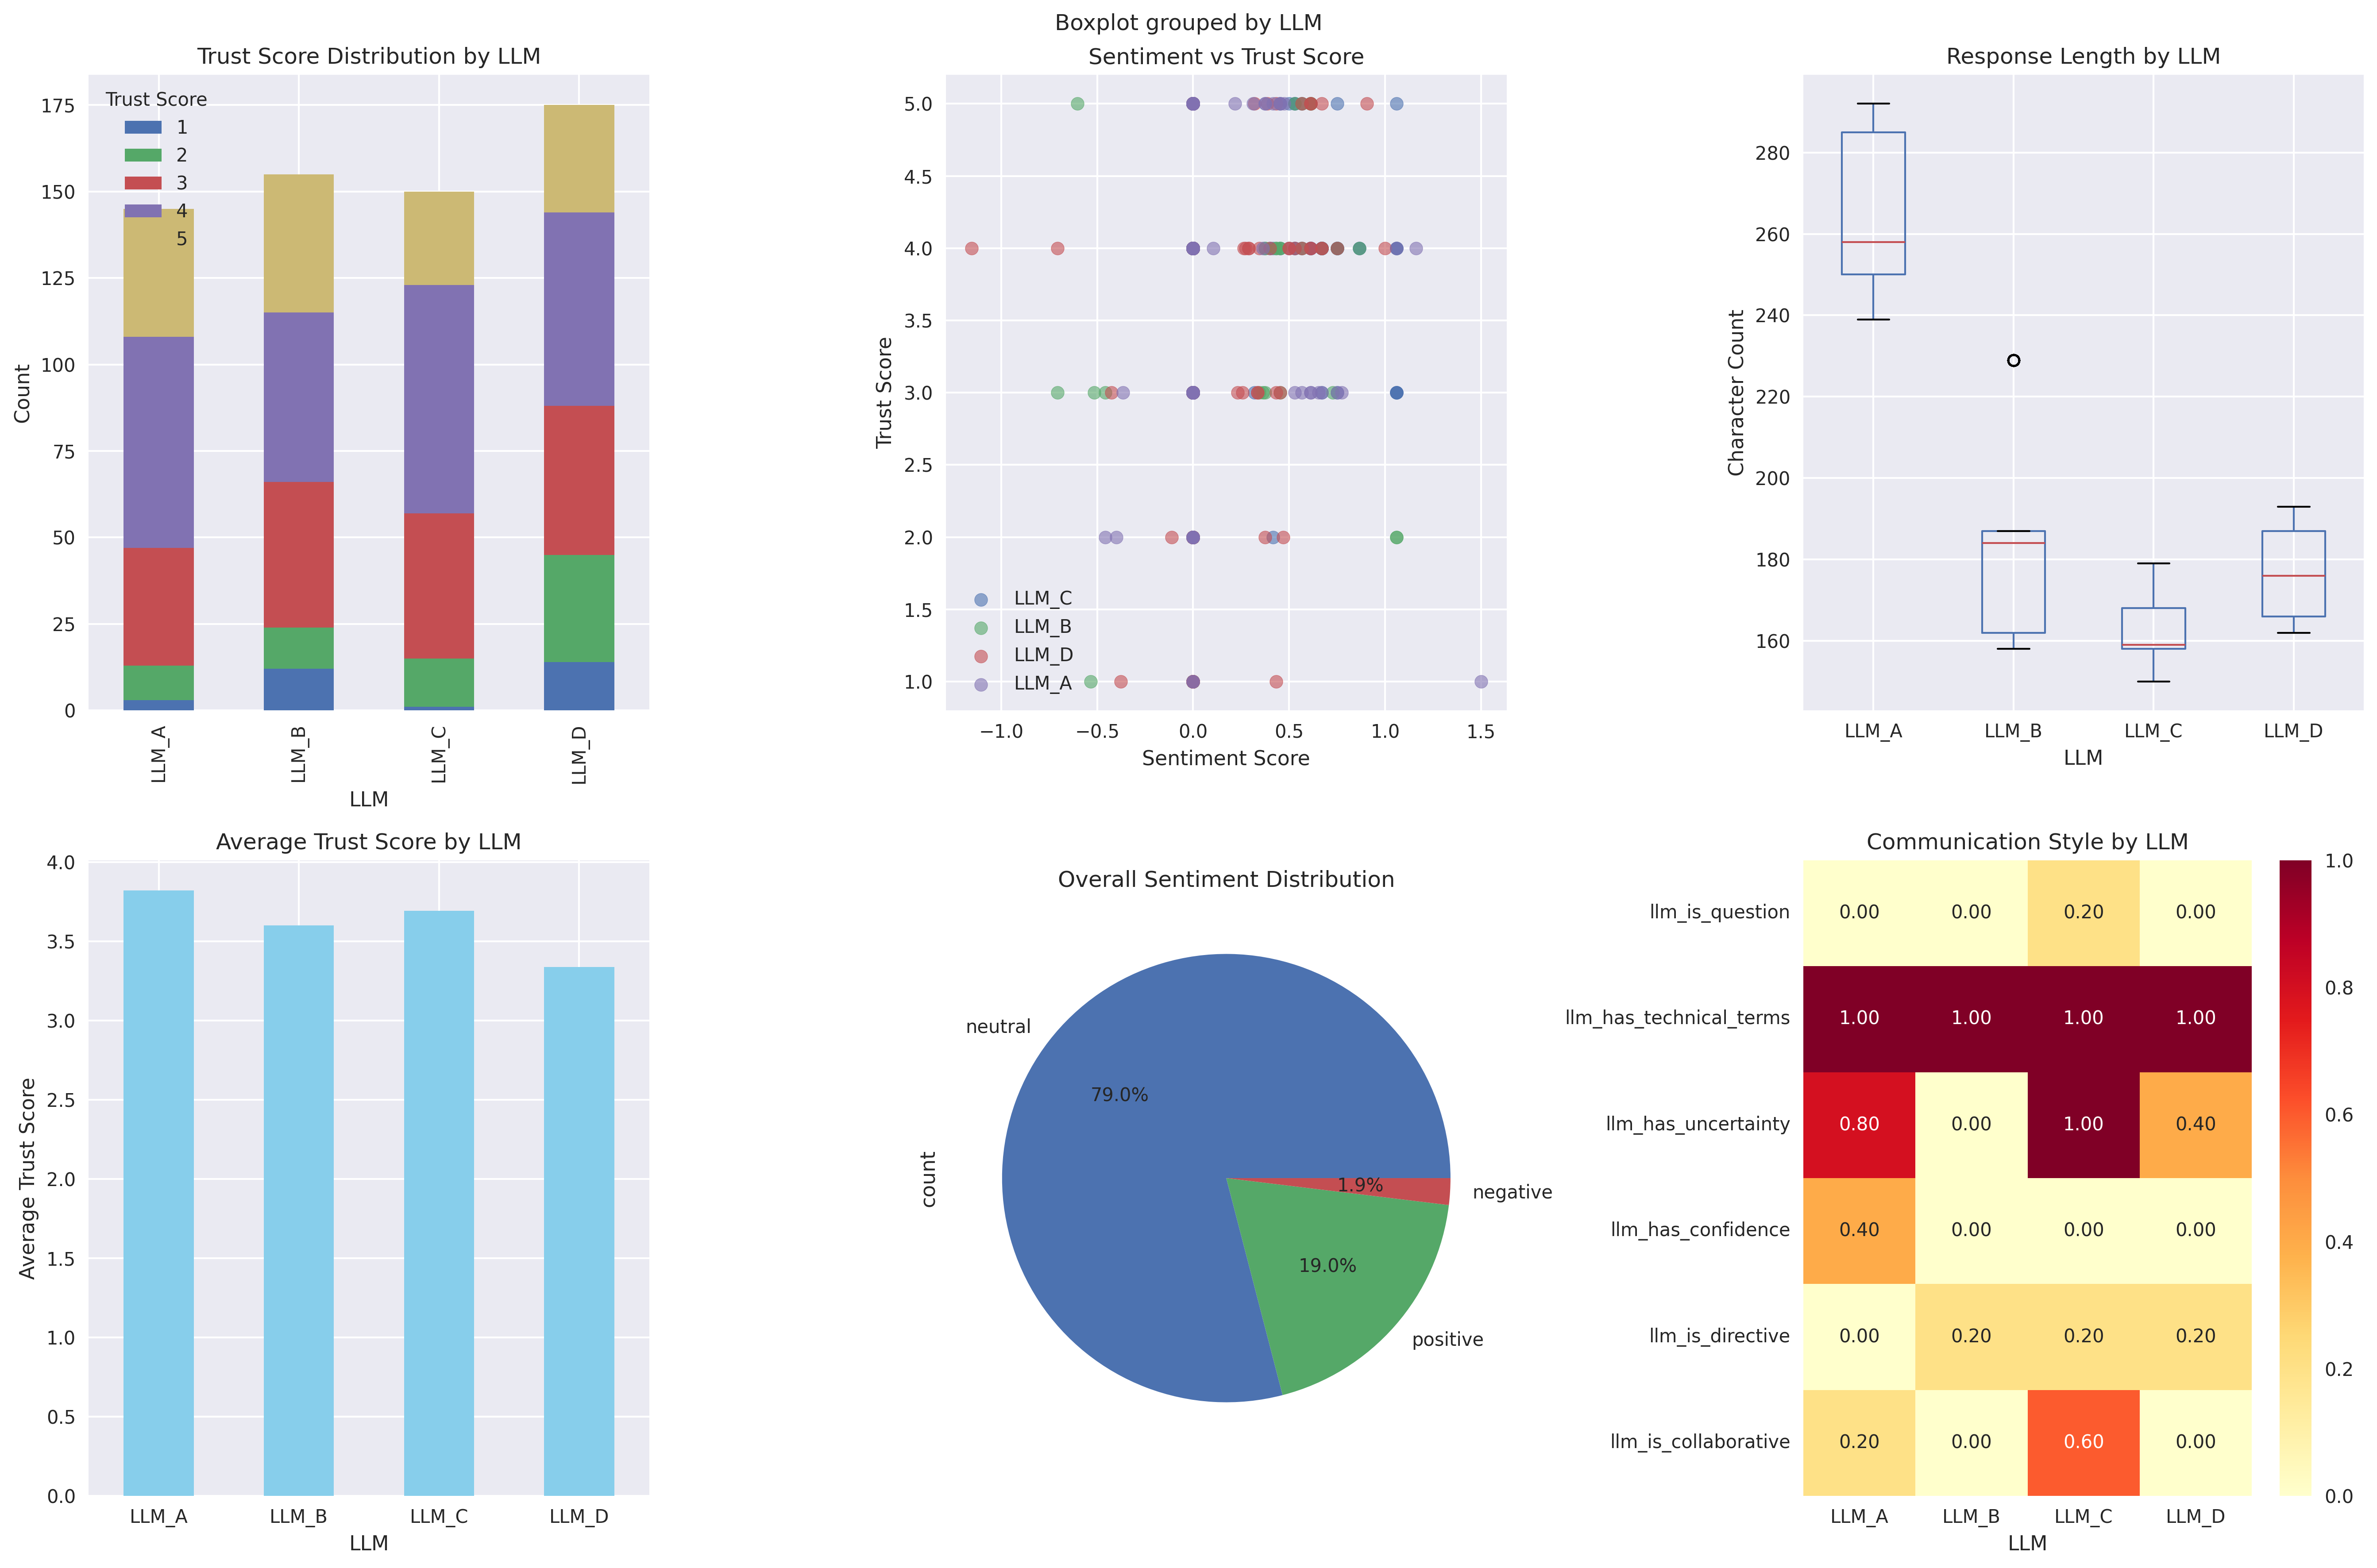 Boxplot grouped by LLM
Trust Score Distribution by LLM
Trust Score
1
2
3
4
5
175
150
125
100
75
50
25
0
Count
LLM_A
LLM_B
LLM_C
LLM_D
LLM
Sentiment vs Trust Score
5.0
4.5
4.0
3.5
3.0
2.5
2.0
1.5
1.0
Trust Score
LLM_C
LLM_B
LLM_D
LLM_A
−1.0 −0.5 0.0 0.5 1.0 1.5
Sentiment Score
Response Length by LLM
280
260
240
220
200
180
160
Character Count
LLM_A LLM_B LLM_C LLM_D
LLM
Average Trust Score by LLM
4.0
3.5
3.0
2.5
2.0
1.5
1.0
0.5
0.0
Average Trust Score
LLM_A LLM_B LLM_C LLM_D
LLM
Overall Sentiment Distribution
neutral
79.0%
count
1.9%
negative
19.0%
positive
Communication Style by LLM
llm_is_question 0.00 0.00 0.20 0.00
llm_has_technical_terms 1.00 1.00 1.00 1.00
llm_has_uncertainty 0.80 0.00 1.00 0.40
llm_has_confidence 0.40 0.00 0.00 0.00
llm_is_directive 0.00 0.20 0.20 0.20
llm_is_collaborative 0.20 0.00 0.60 0.00
LLM_A LLM_B LLM_C LLM_D
LLM
1.0
0.8
0.6
0.4
0.2
0.0